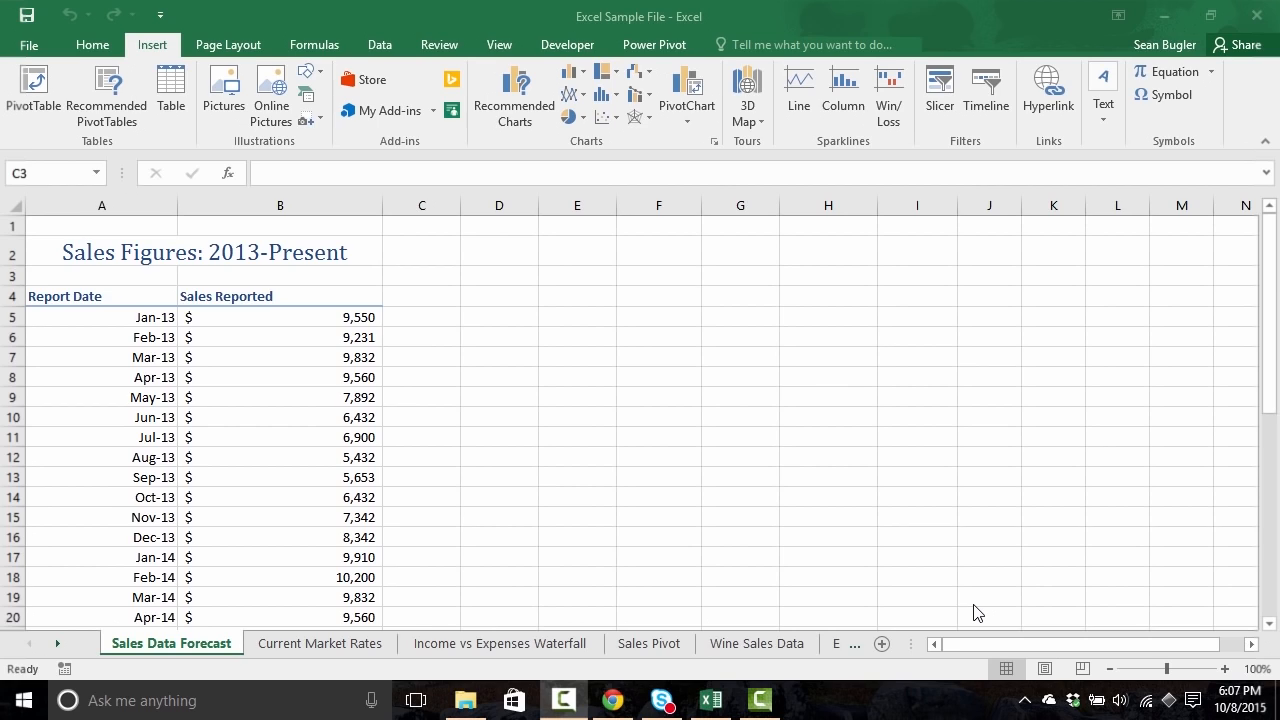 Excel Sample File - Excel
File Home Insert Page Layout Formulas Data Review View Developer Power Pivot Tell me what you want to do... Sean Bugler Share
PivotTable Recommended PivotTables Table Pictures Online Pictures Store My Add-ins Recommended Charts PivotChart 3D Map Line Column Win/Loss Slicer Timeline Hyperlink Text Equation Symbol
Tables Illustrations Add-ins Charts Tours Sparklines Filters Links Symbols
C3 fx
A B C D E F G H I J K L M N
1
2 Sales Figures: 2013-Present
3
4 Report Date Sales Reported
5 Jan-13 $ 9,550
6 Feb-13 $ 9,231
7 Mar-13 $ 9,832
8 Apr-13 $ 9,560
9 May-13 $ 7,892
10 Jun-13 $ 6,432
11 Jul-13 $ 6,900
12 Aug-13 $ 5,432
13 Sep-13 $ 5,653
14 Oct-13 $ 6,432
15 Nov-13 $ 7,342
16 Dec-13 $ 8,342
17 Jan-14 $ 9,910
18 Feb-14 $ 10,200
19 Mar-14 $ 9,832
20 Apr-14 $ 9,560
Sales Data Forecast Current Market Rates Income vs Expenses Waterfall Sales Pivot Wine Sales Data E ...
Ready 100%
Ask me anything 6:07 PM
10/8/2015